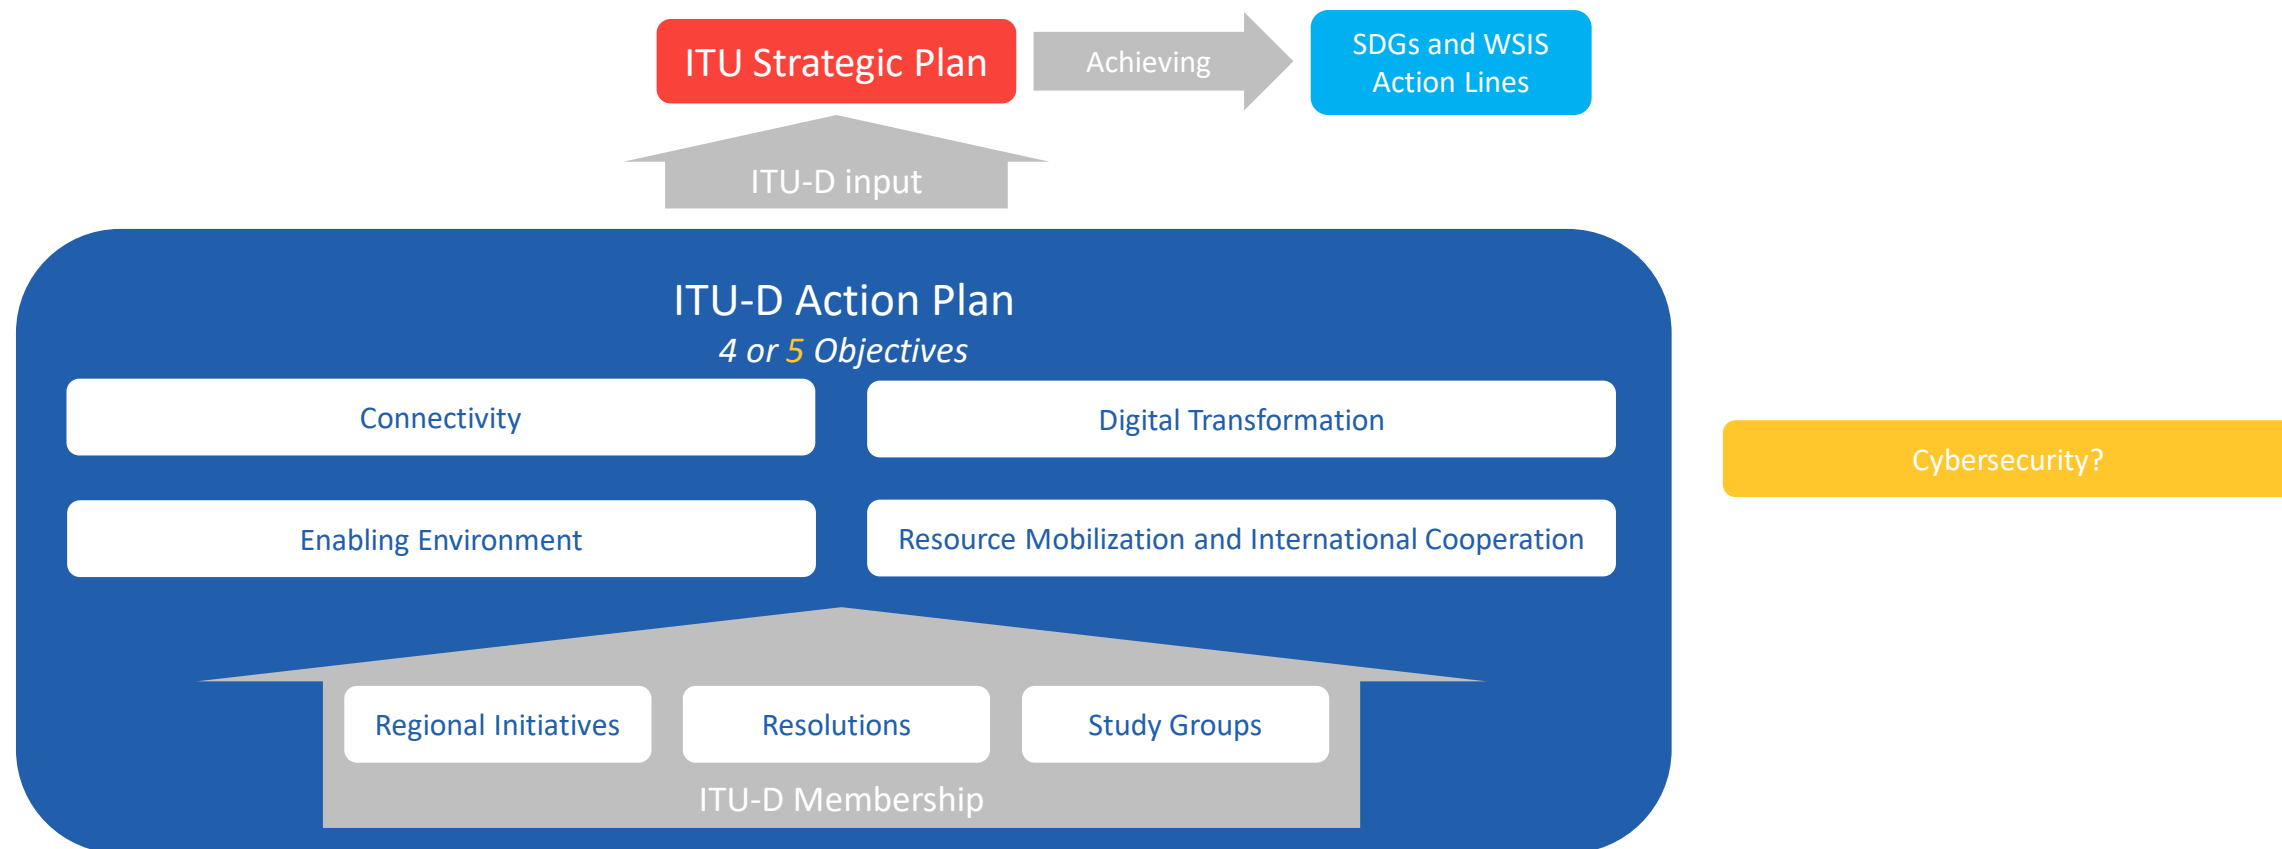 ITU Strategic Plan
Achieving
SDGs and WSIS
Action Lines
ITU-D input
ITU-D Action Plan
4 or 5 Objectives
Connectivity
Digital Transformation
Cybersecurity?
Enabling Environment
Resource Mobilization and International Cooperation
Regional Initiatives
Resolutions
Study Groups
ITU-D Membership